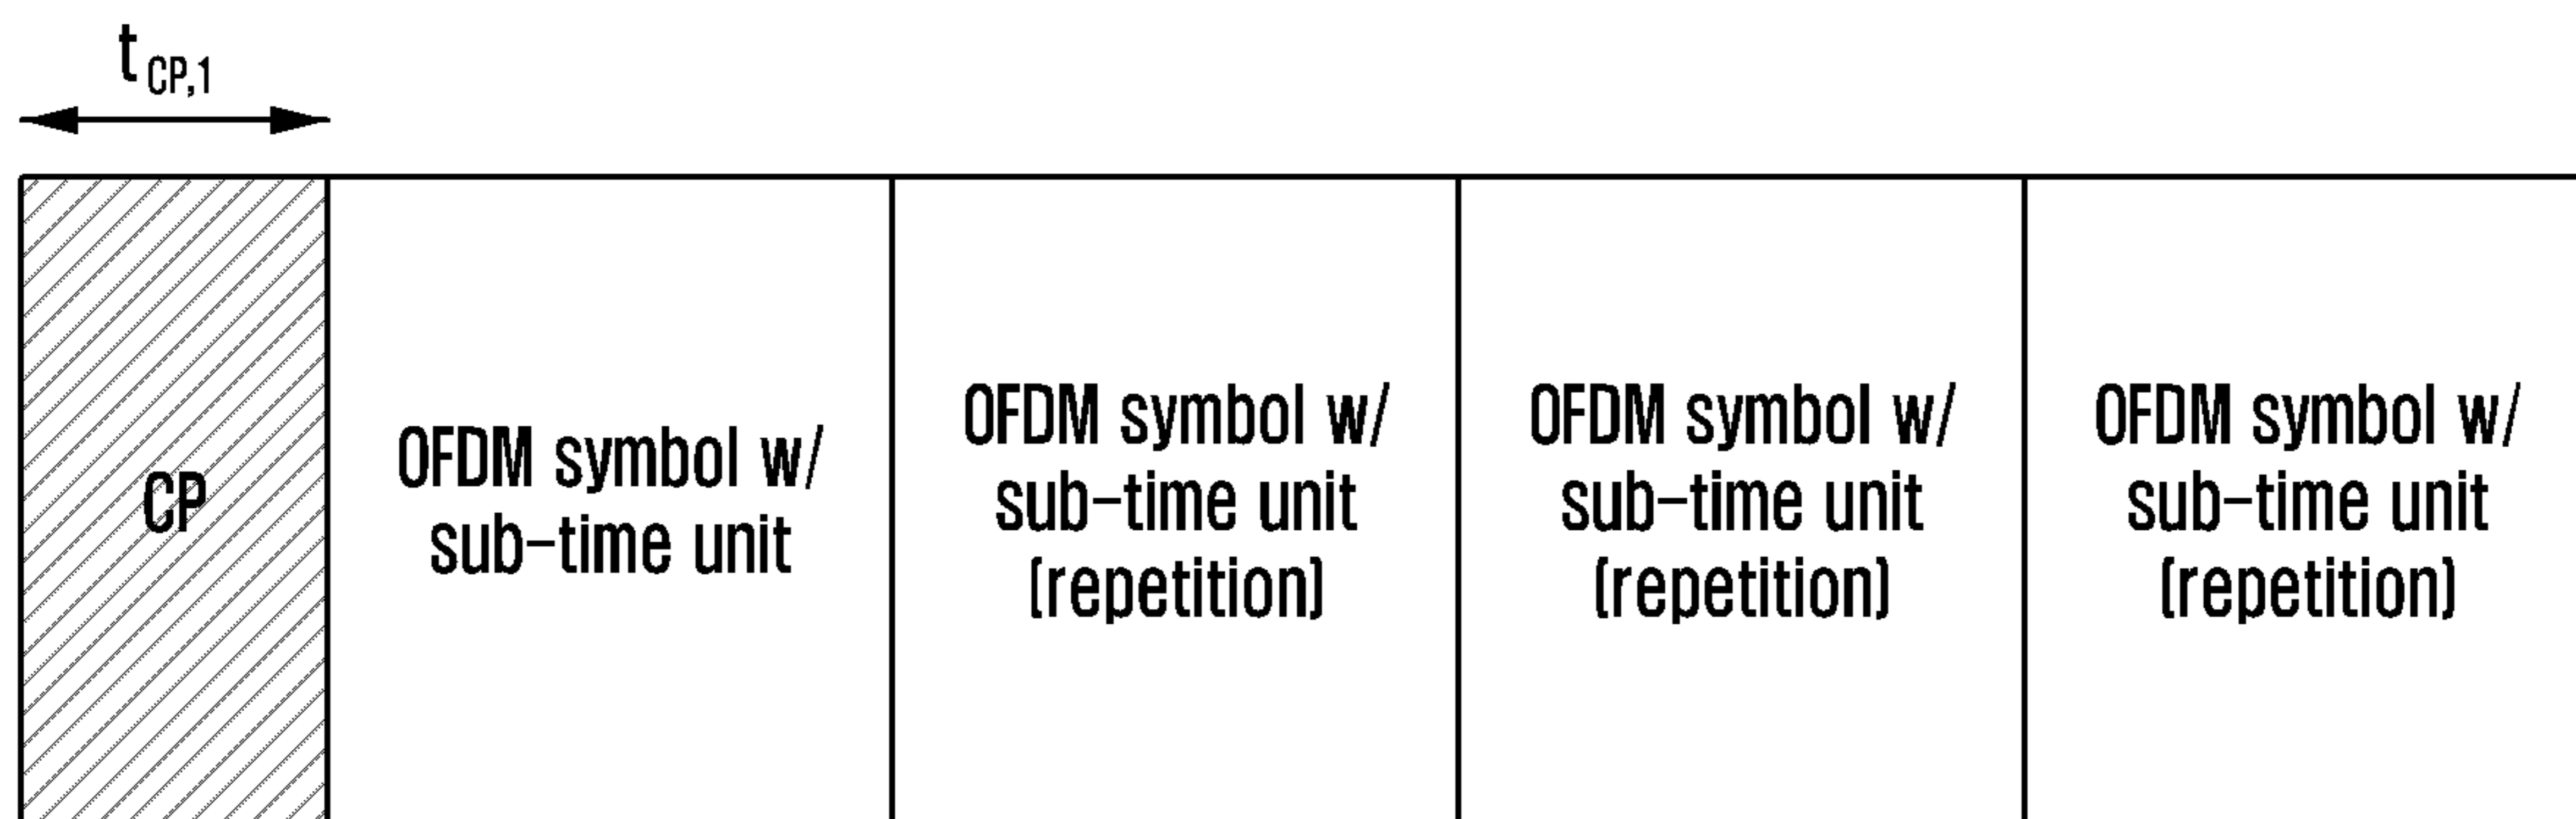 t CP,1
CP
OFDM symbol w/
sub-time unit
OFDM symbol w/
sub-time unit
(repetition)
OFDM symbol w/
sub-time unit
(repetition)
OFDM symbol w/
sub-time unit
(repetition)